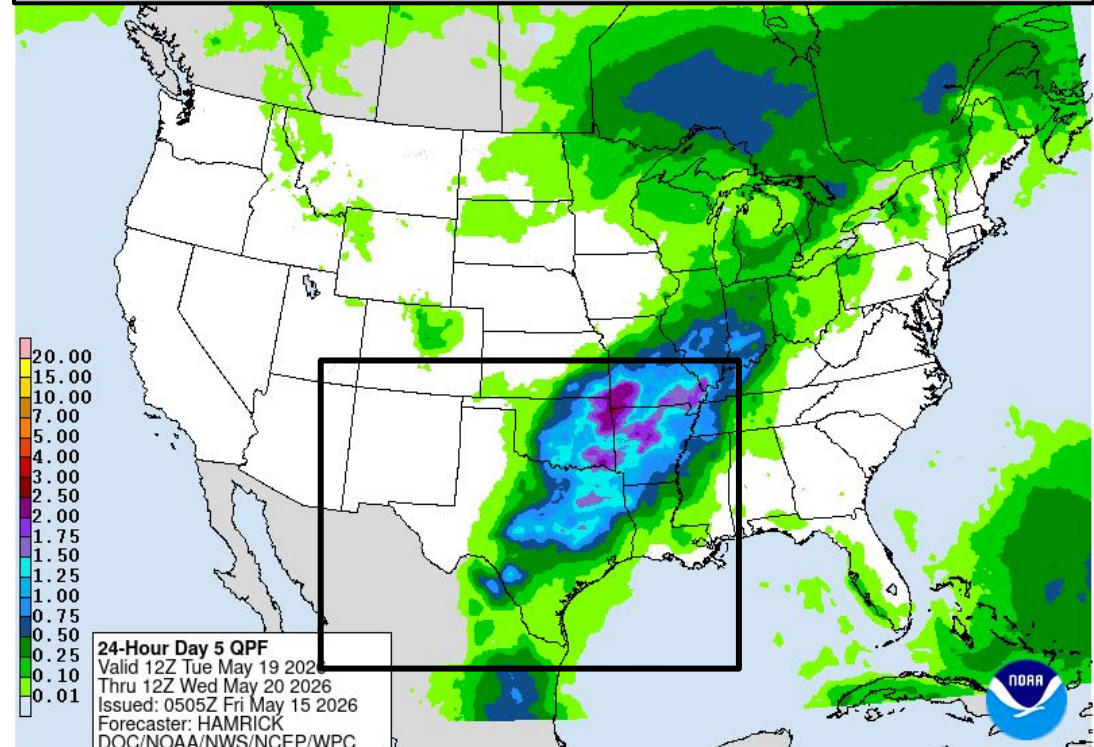 20.00
15.00
10.00
7.00
5.00
4.00
3.00
2.50
2.00
1.75
1.50
1.25
1.00
0.75
0.50
0.25
0.10
0.01
24-Hour Day 5 QPF
Valid 12Z Tue May 19 2026
Thru 12Z Wed May 20 2026
Issued: 0505Z Fri May 15 2026
Forecaster: HAMRICK
DOC/NOAA/NWS/NCEP/WPC
NOAA